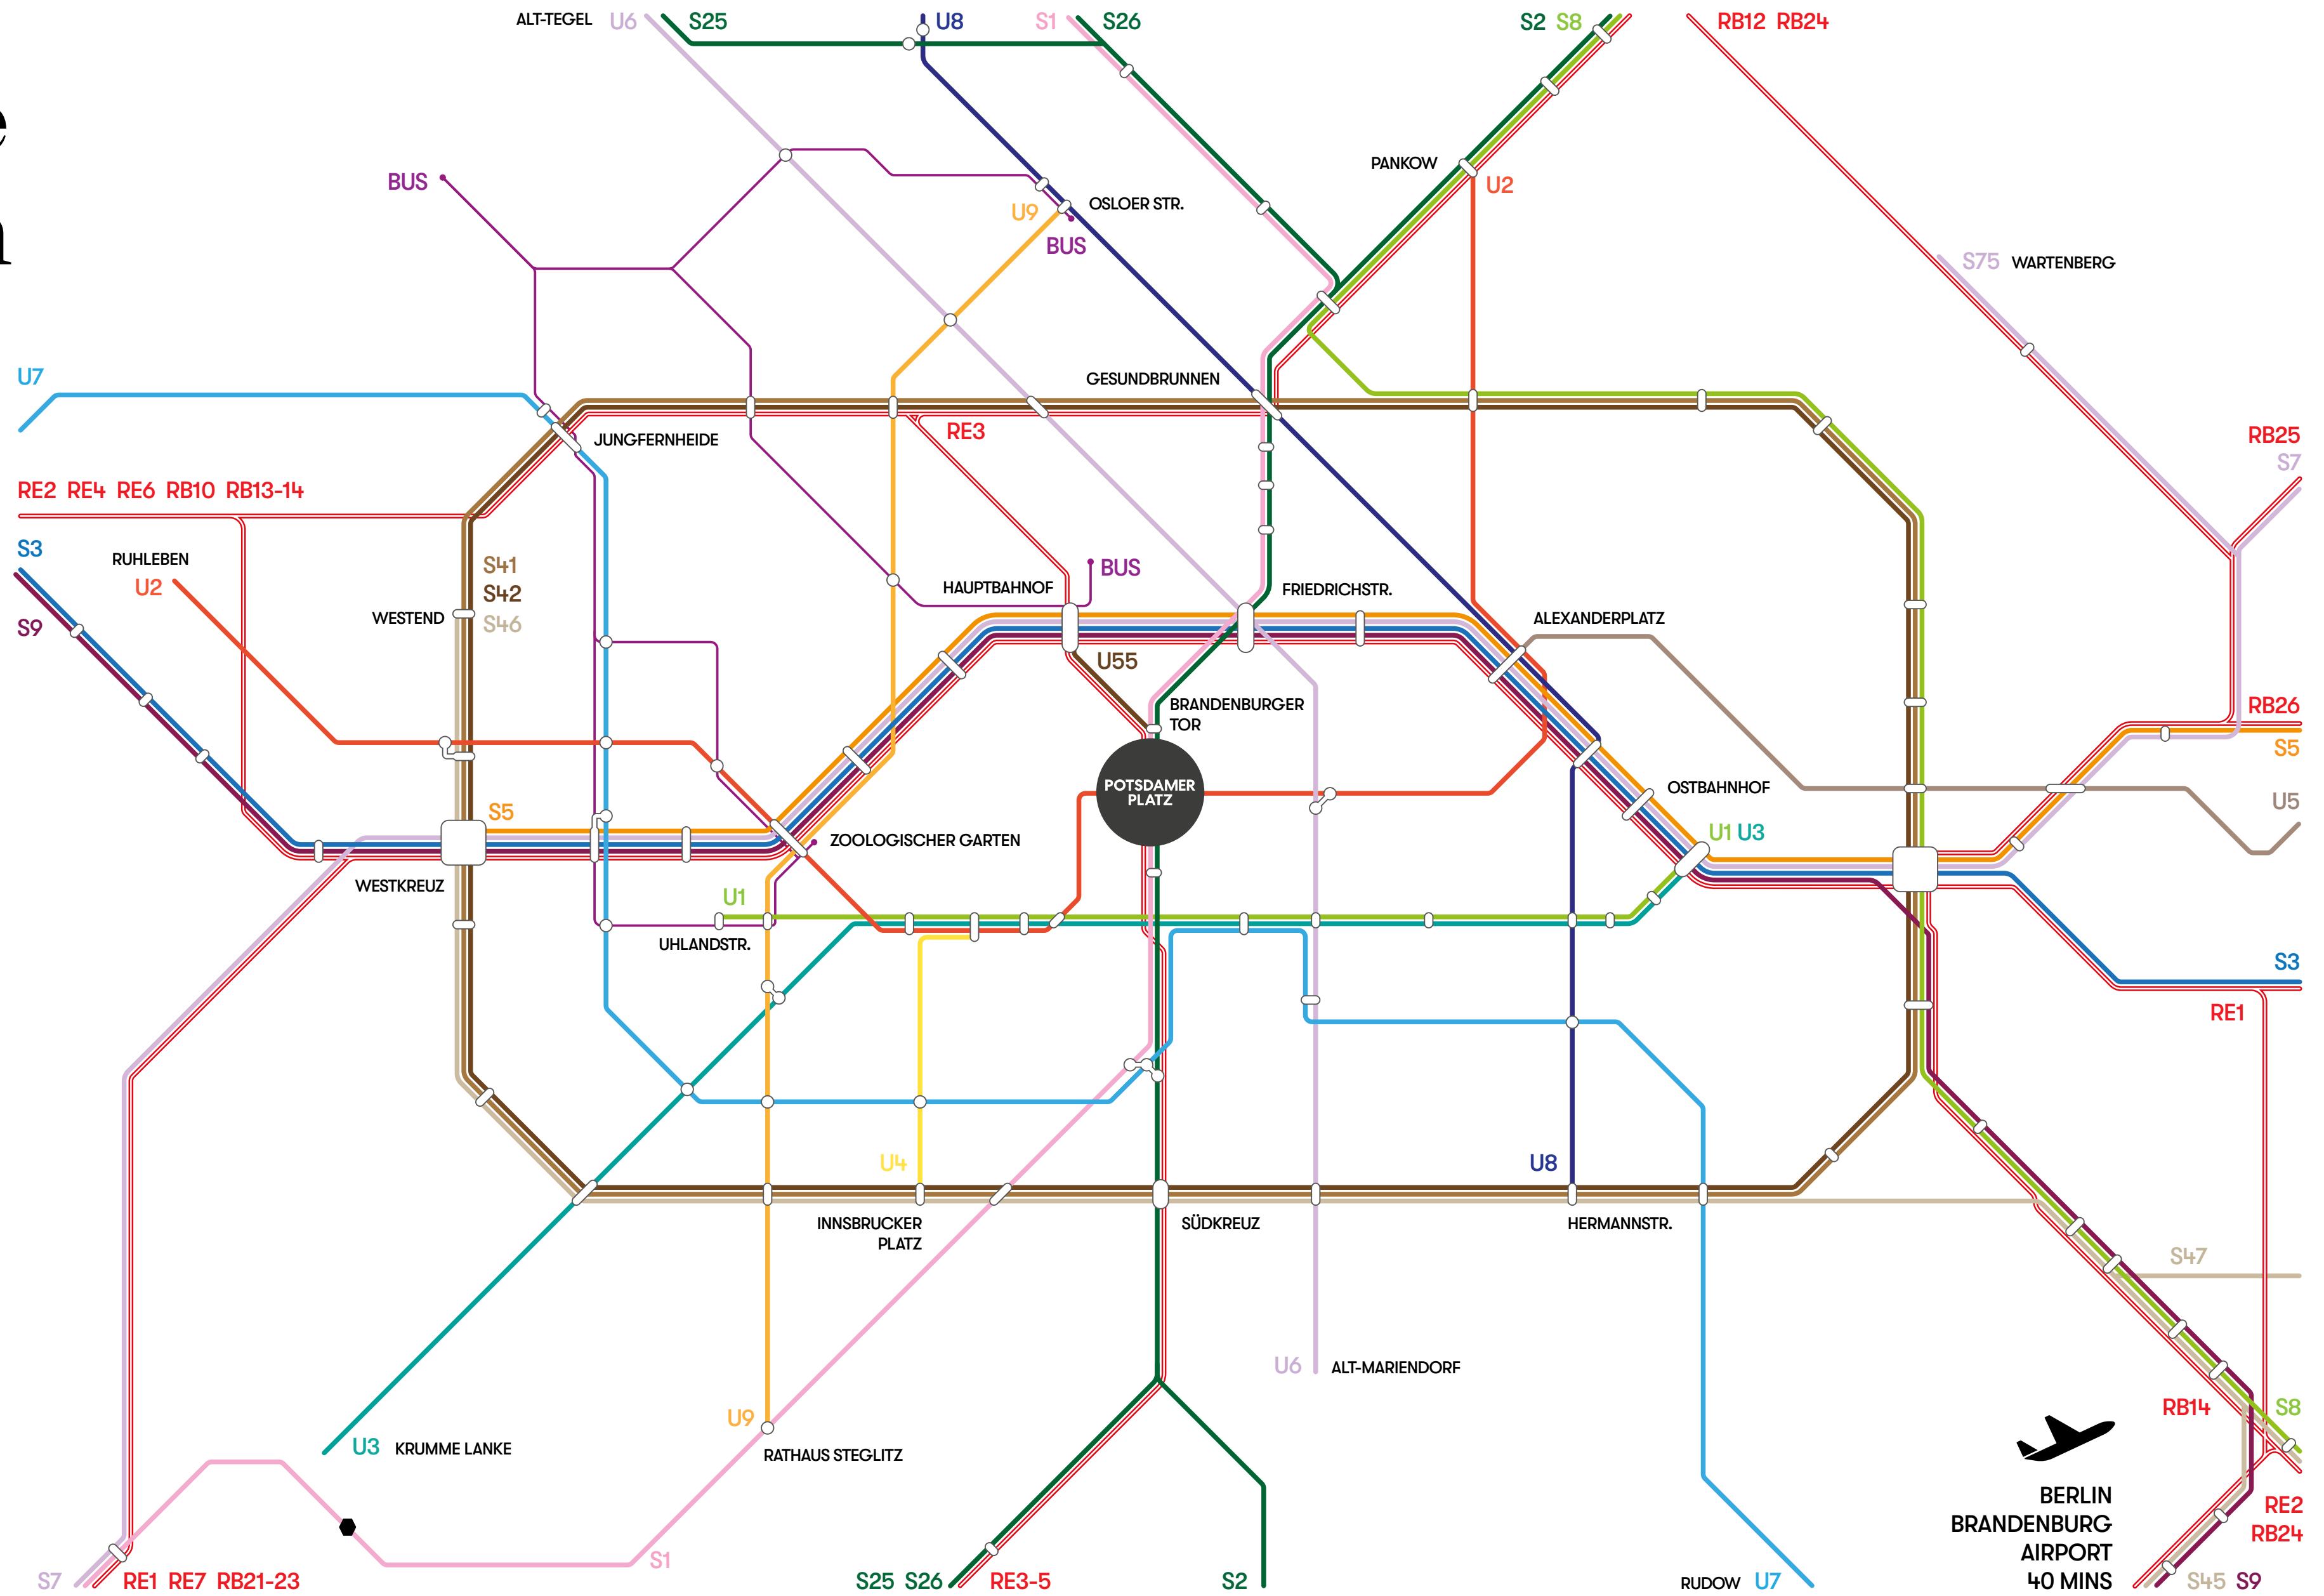 ALT-TEGEL U6 S25 U8 S1 S26 S2 S8 RB12 RB24
e
PANKOW
BUS
U2
U9 OSLOER STR.
BUS
n
S75 WARTENBERG
U7
GESUNDBRUNNEN
RE3
JUNGFERNHEIDE
RB25
S7
RE2 RE4 RE6 RB10 RB13-14
S3
RUHLEBEN
U2
S9
S41
S42
S46
WESTEND
HAUPTBAHNOF
BUS
FRIEDRICHSTR.
ALEXANDERPLATZ
U55
BRANDENBURGER
TOR
RB26
S5
POTSDAMER
PLATZ
OSTBAHNHOF
U5
S5
ZOOLOGISCHER GARTEN
U1 U3
WESTKREUZ
U1
UHLANDSTR.
S3
RE1
U4
U8
INNSBRUCKER
PLATZ
SÜDKREUZ
HERMANNSTR.
S47
U6 ALT-MARIENDORF
U9
RATHAUS STEGLITZ
U3 KRUMME LANKE
RB14
S8
BERLIN
BRANDENBURG
AIRPORT
40 MINS
RE2
RB24
S1
S7 RE1 RE7 RB21-23
S25 S26 RE3-5
S2
RUDOW U7
S45 S9